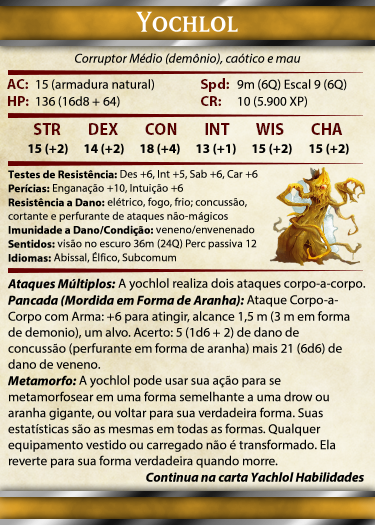 Yochlol
Corruptor Médio (demônio), caótico e mau
AC: 15 (armadura natural) Spd: 9m (6Q) Escal 9 (6Q)
HP: 136 (16d8 + 64) CR: 10 (5.900 XP)
STR DEX CON INT WIS CHA
15 (+2) 14 (+2) 18 (+4) 13 (+1) 15 (+2) 15 (+2)
Testes de Resistência: Des +6, Int +5, Sab +6, Car +6
Perícias: Enganação +10, Intuição +6
Resistência a Dano: elétrico, fogo, frio; concussão,
cortante e perfurante de ataques não-mágicos
Imunidade a Dano/Condição: veneno/envenenado
Sentidos: visão no escuro 36m (24Q) Perc passiva 12
Idiomas: Abissal, Élfico, Subcomum
Ataques Múltiplos: A yochlol realiza dois ataques corpo-a-corpo.
Pancada (Mordida em Forma de Aranha): Ataque Corpo-a-
Corpo com Arma: +6 para atingir, alcance 1,5 m (3 m em forma
de demonio), um alvo. Acerto: 5 (1d6 + 2) de dano de
concussão (perfurante em forma de aranha) mais 21 (6d6) de
dano de veneno.
Metamorfo: A yochlol pode usar sua ação para se
metamorfosear em uma forma semelhante a uma drow ou
aranha gigante, ou voltar para sua verdadeira forma. Suas
estatísticas são as mesmas em todas as formas. Qualquer
equipamento vestido ou carregado não é transformado. Ela
reverte para sua forma verdadeira quando morre.
Continua na carta Yachlol Habilidades